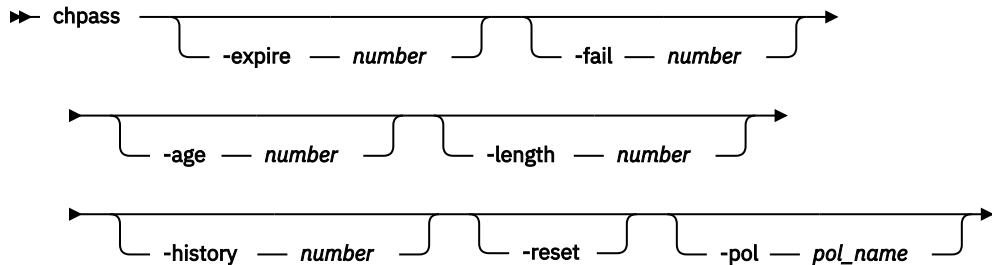 chpass
-expire number -fail number
-age number -length number
-history number -reset -pol pol_name